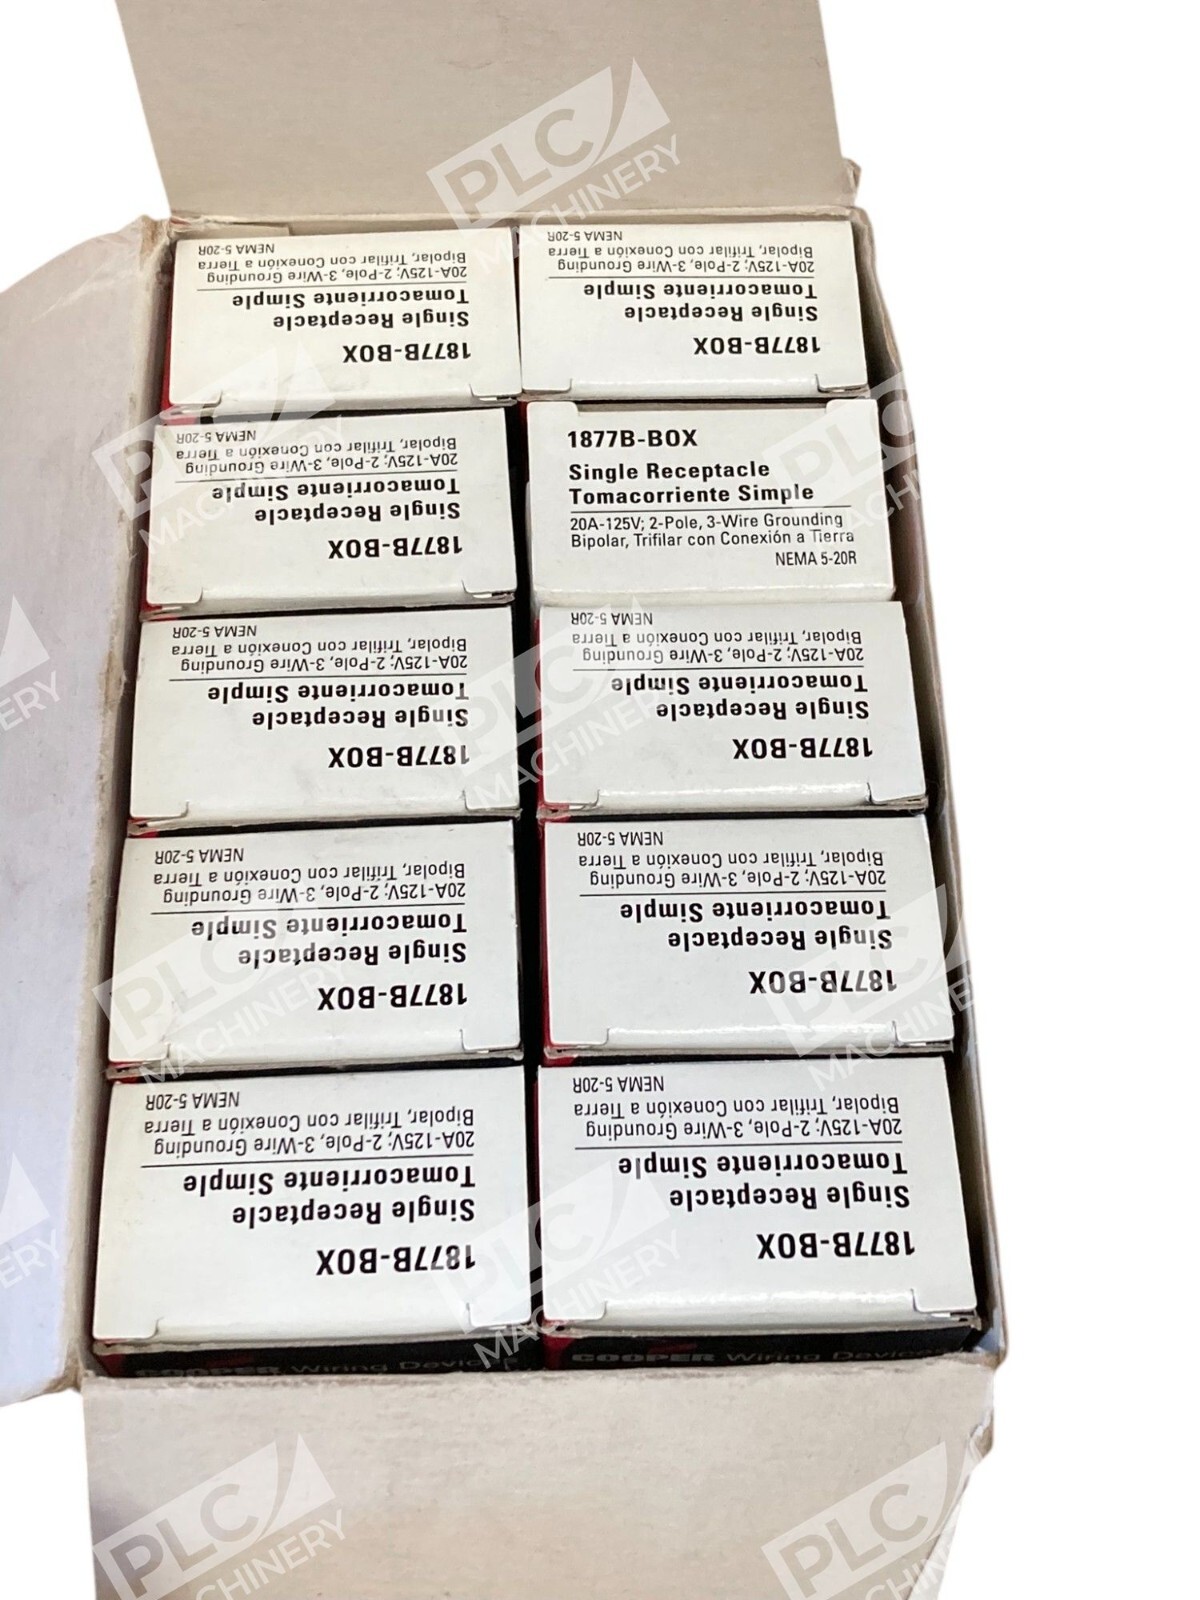 NEMA 5-20R
Bipolar, Trifilar con Conexión a Tierra
20A-125V; 2-Pole, 3-Wire Grounding
Tomacorriente Simple
Single Receptacle
1877B-BOX
NEMA 5-20R
Bipolar, Trifilar con Conexión a Tierra
20A-125V; 2-Pole, 3-Wire Grounding
Tomacorriente Simple
Single Receptacle
1877B-BOX
NEMA 5-20R
Bipolar, Trifilar con Conexión a Tierra
20A-125V; 2-Pole, 3-Wire Grounding
Tomacorriente Simple
Single Receptacle
1877B-BOX
1877B-BOX
Single Receptacle
Tomacorriente Simple
20A-125V; 2-Pole, 3-Wire Grounding
Bipolar, Trifilar con Conexión a Tierra
NEMA 5-20R
NEMA 5-20R
Bipolar, Trifilar con Conexión a Tierra
20A-125V; 2-Pole, 3-Wire Grounding
Tomacorriente Simple
Single Receptacle
1877B-BOX
NEMA 5-20R
Bipolar, Trifilar con Conexión a Tierra
20A-125V; 2-Pole, 3-Wire Grounding
Tomacorriente Simple
Single Receptacle
1877B-BOX
NEMA 5-20R
Bipolar, Trifilar con Conexión a Tierra
20A-125V; 2-Pole, 3-Wire Grounding
Tomacorriente Simple
Single Receptacle
1877B-BOX
NEMA 5-20R
Bipolar, Trifilar con Conexión a Tierra
20A-125V; 2-Pole, 3-Wire Grounding
Tomacorriente Simple
Single Receptacle
1877B-BOX
NEMA 5-20R
Bipolar, Trifilar con Conexión a Tierra
20A-125V; 2-Pole, 3-Wire Grounding
Tomacorriente Simple
Single Receptacle
1877B-BOX
NEMA 5-20R
Bipolar, Trifilar con Conexión a Tierra
20A-125V; 2-Pole, 3-Wire Grounding
Tomacorriente Simple
Single Receptacle
1877B-BOX
COOPER Wiring Devices
COOPER Wiring Devices
PLC
MACHINERY